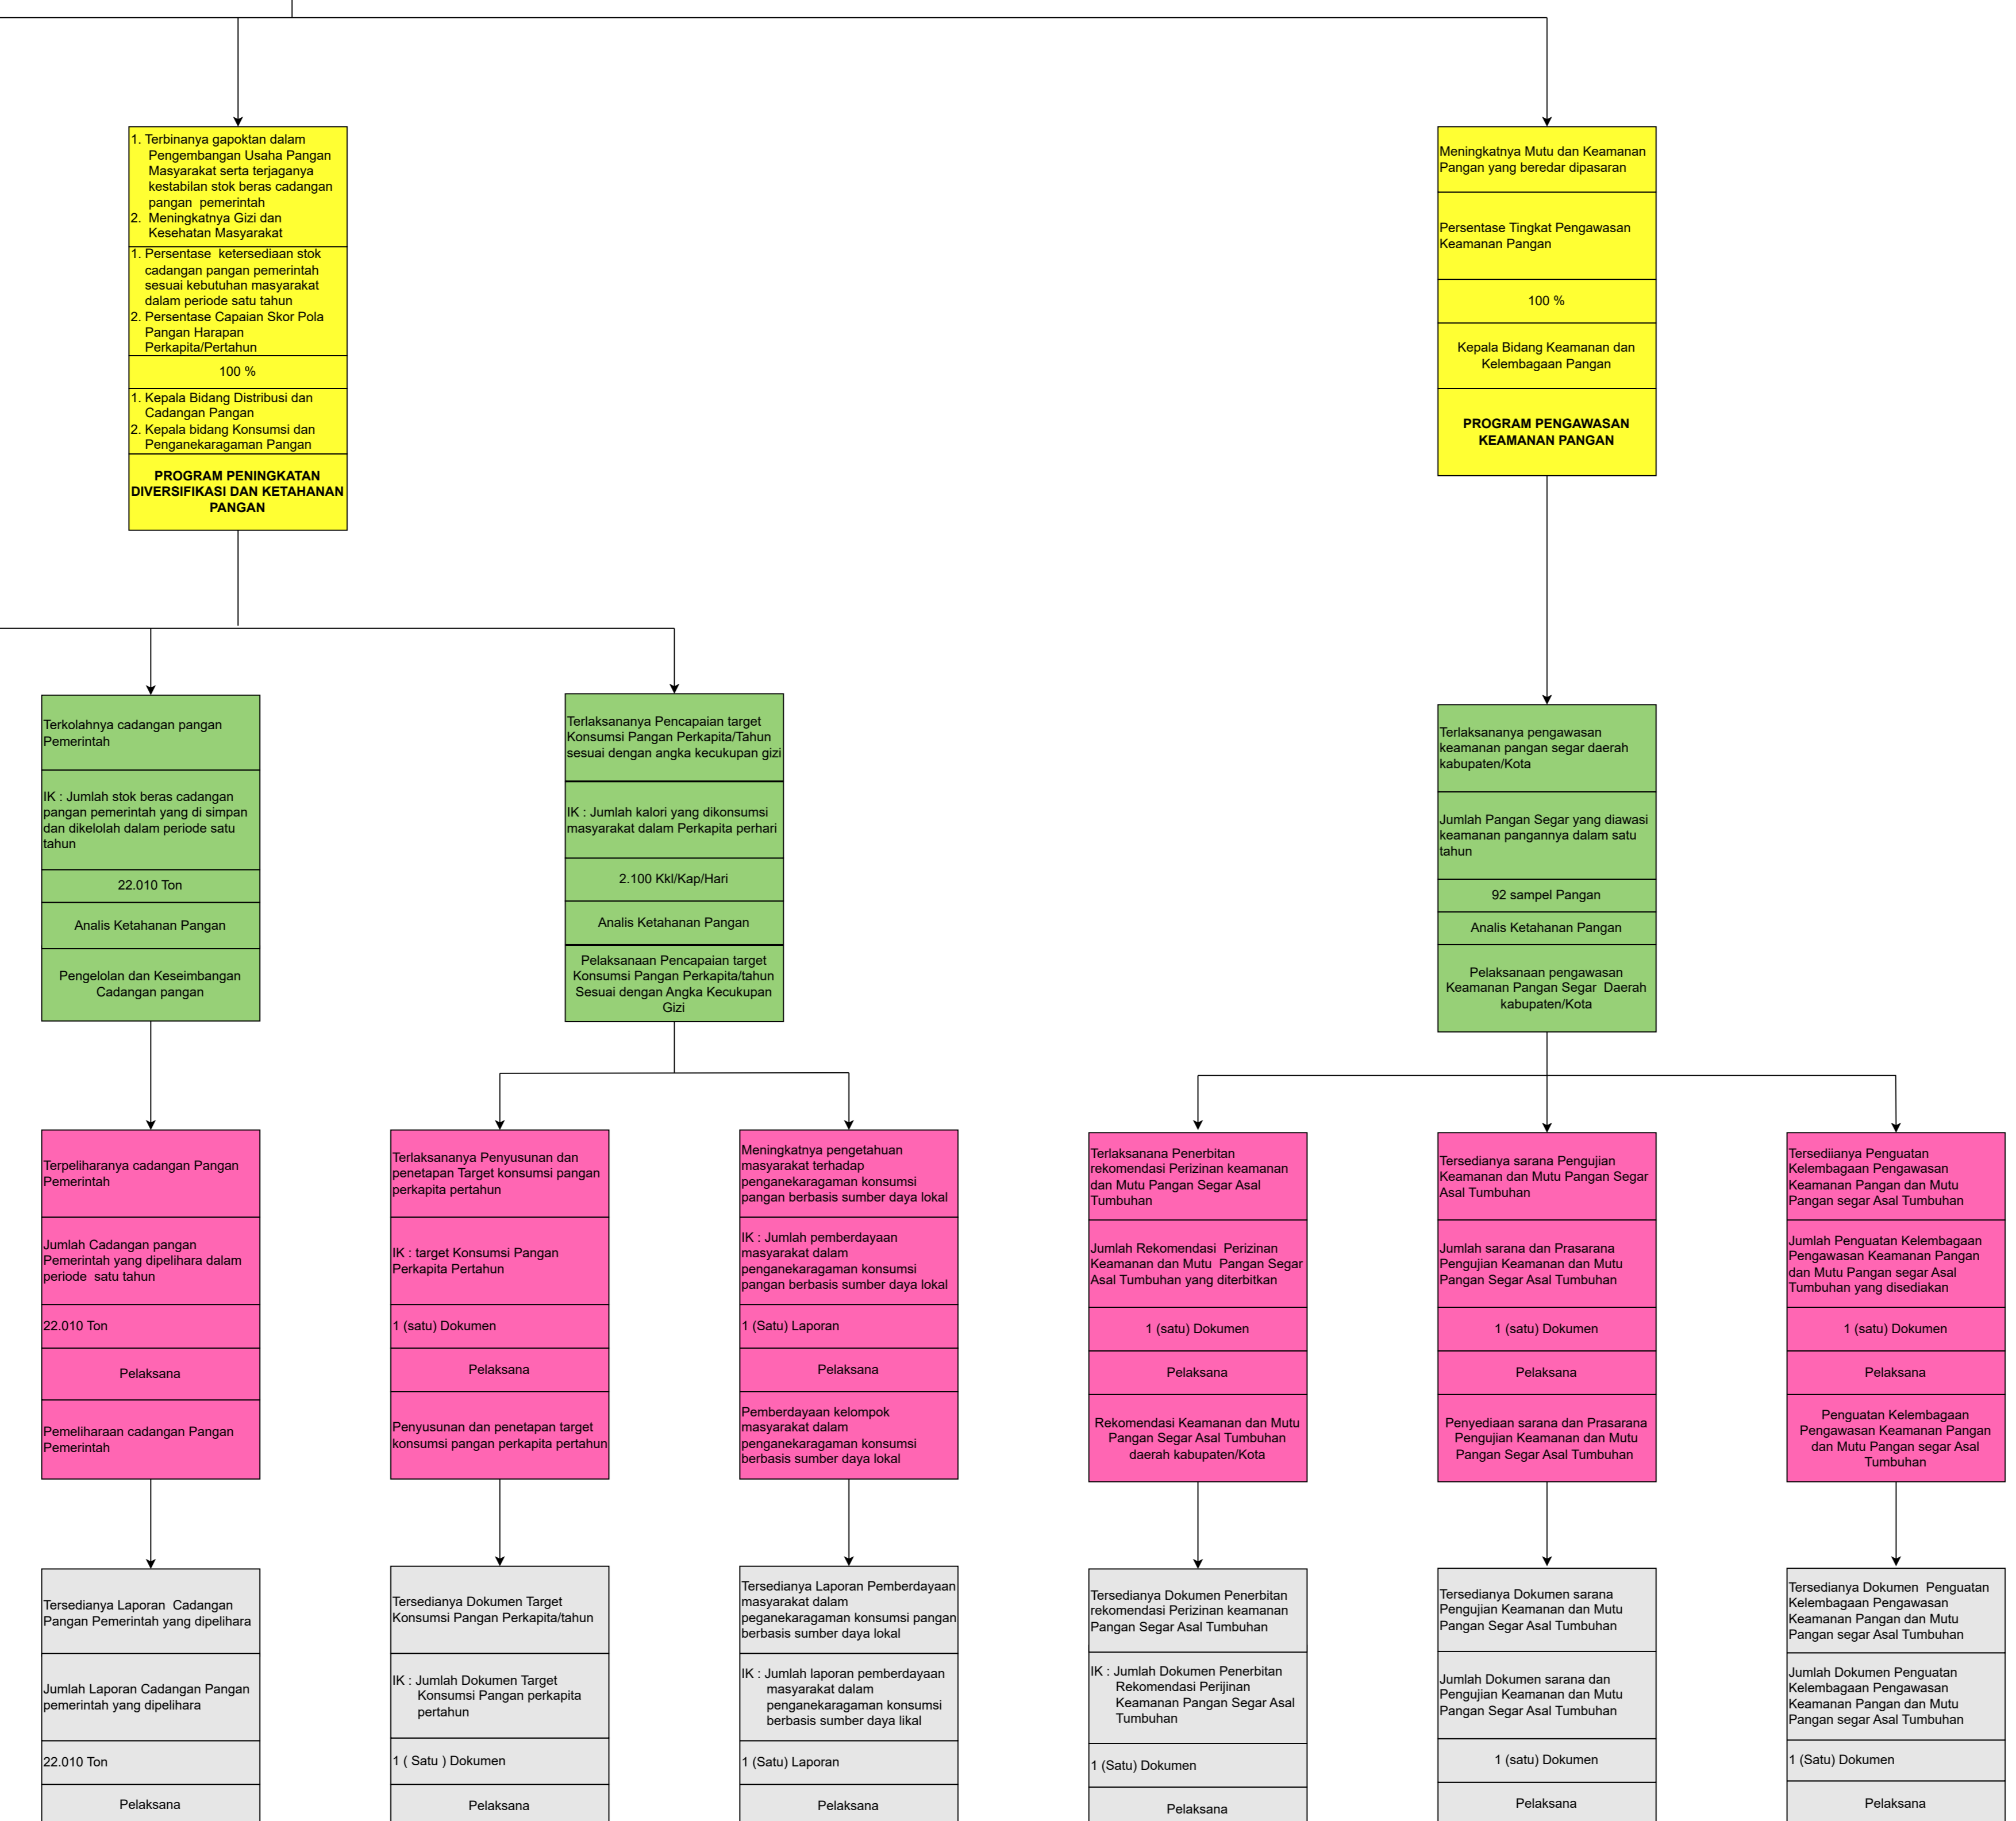 1. Terbinanya gapoktan dalam
Pengembangan Usaha Pangan
Masyarakat serta terjaganya
kestabilan stok beras cadangan
pangan pemerintah
2. Meningkatnya Gizi dan
Kesehatan Masyarakat
1. Persentase ketersediaan stok
cadangan pangan pemerintah
sesuai kebutuhan masyarakat
dalam periode satu tahun
2. Persentase Capaian Skor Pola
Pangan Harapan
Perkapita/Pertahun
100 %
1. Kepala Bidang Distribusi dan
Cadangan Pangan
2. Kepala bidang Konsumsi dan
Penganekaragaman Pangan
PROGRAM PENINGKATAN
DIVERSIFIKASI DAN KETAHANAN
PANGAN
Meningkatnya Mutu dan Keamanan
Pangan yang beredar dipasaran
Persentase Tingkat Pengawasan
Keamanan Pangan
100 %
Kepala Bidang Keamanan dan
Kelembagaan Pangan
PROGRAM PENGAWASAN
KEAMANAN PANGAN
Terkolahnya cadangan pangan
Pemerintah
IK : Jumlah stok beras cadangan
pangan pemerintah yang di simpan
dan dikelolah dalam periode satu
tahun
22.010 Ton
Analis Ketahanan Pangan
Pengelolan dan Keseimbangan
Cadangan pangan
Terlaksananya Pencapaian target
Konsumsi Pangan Perkapita/Tahun
sesuai dengan angka kecukupan gizi
IK : Jumlah kalori yang dikonsumsi
masyarakat dalam Perkapita perhari
2.100 Kkl/Kap/Hari
Analis Ketahanan Pangan
Pelaksanaan Pencapaian target
Konsumsi Pangan Perkapita/tahun
Sesuai dengan Angka Kecukupan
Gizi
Terlaksananya pengawasan
keamanan pangan segar daerah
kabupaten/Kota
Jumlah Pangan Segar yang diawasi
keamanan pangannya dalam satu
tahun
92 sampel Pangan
Analis Ketahanan Pangan
Pelaksanaan pengawasan
Keamanan Pangan Segar Daerah
kabupaten/Kota
Terpeliharanya cadangan Pangan
Pemerintah
Jumlah Cadangan pangan
Pemerintah yang dipelihara dalam
periode satu tahun
22.010 Ton
Pelaksana
Pemeliharaan cadangan Pangan
Pemerintah
Terlaksananya Penyusunan dan
penetapan Target konsumsi pangan
perkapita pertahun
IK : target Konsumsi Pangan
Perkapita Pertahun
1 (satu) Dokumen
Pelaksana
Penyusunan dan penetapan target
konsumsi pangan perkapita pertahun
Meningkatnya pengetahuan
masyarakat terhadap
penganekaragaman konsumsi
pangan berbasis sumber daya lokal
IK : Jumlah pemberdayaan
masyarakat dalam
penganekaragaman konsumsi
pangan berbasis sumber daya lokal
1 (Satu) Laporan
Pelaksana
Pemberdayaan kelompok
masyarakat dalam
penganekaragaman konsumsi
berbasis sumber daya lokal
Terlaksanana Penerbitan
rekomendasi Perizinan keamanan
dan Mutu Pangan Segar Asal
Tumbuhan
Jumlah Rekomendasi Perizinan
Keamanan dan Mutu Pangan Segar
Asal Tumbuhan yang diterbitkan
1 (satu) Dokumen
Pelaksana
Rekomendasi Keamanan dan Mutu
Pangan Segar Asal Tumbuhan
daerah kabupaten/Kota
Tersedianya sarana Pengujian
Keamanan dan Mutu Pangan Segar
Asal Tumbuhan
Jumlah sarana dan Prasarana
Pengujian Keamanan dan Mutu
Pangan Segar Asal Tumbuhan
1 (satu) Dokumen
Pelaksana
Penyediaan sarana dan Prasarana
Pengujian Keamanan dan Mutu
Pangan Segar Asal Tumbuhan
Tersediianya Penguatan
Kelembagaan Pengawasan
Keamanan Pangan dan Mutu
Pangan segar Asal Tumbuhan
Jumlah Penguatan Kelembagaan
Pengawasan Keamanan Pangan
dan Mutu Pangan segar Asal
Tumbuhan yang disediakan
1 (satu) Dokumen
Pelaksana
Penguatan Kelembagaan
Pengawasan Keamanan Pangan
dan Mutu Pangan segar Asal
Tumbuhan
Tersedianya Laporan Cadangan
Pangan Pemerintah yang dipelihara
Jumlah Laporan Cadangan Pangan
pemerintah yang dipelihara
22.010 Ton
Pelaksana
Tersedianya Dokumen Target
Konsumsi Pangan Perkapita/tahun
IK : Jumlah Dokumen Target
Konsumsi Pangan perkapita
pertahun
1 ( Satu ) Dokumen
Pelaksana
Tersedianya Laporan Pemberdayaan
masyarakat dalam
peganekaragaman konsumsi pangan
berbasis sumber daya lokal
IK : Jumlah laporan pemberdayaan
masyarakat dalam
penganekaragaman konsumsi
berbasis sumber daya likal
1 (Satu) Laporan
Pelaksana
Tersedianya Dokumen Penerbitan
rekomendasi Perizinan keamanan
Pangan Segar Asal Tumbuhan
IK : Jumlah Dokumen Penerbitan
Rekomendasi Perijinan
Keamanan Pangan Segar Asal
Tumbuhan
1 (Satu) Dokumen
Pelaksana
Tersedianya Dokumen sarana
Pengujian Keamanan dan Mutu
Pangan Segar Asal Tumbuhan
Jumlah Dokumen sarana dan
Pengujian Keamanan dan Mutu
Pangan Segar Asal Tumbuhan
1 (satu) Dokumen
Pelaksana
Tersedianya Dokumen Penguatan
Kelembagaan Pengawasan
Keamanan Pangan dan Mutu
Pangan segar Asal Tumbuhan
Jumlah Dokumen Penguatan
Kelembagaan Pengawasan
Keamanan Pangan dan Mutu
Pangan segar Asal Tumbuhan
1 (Satu) Dokumen
Pelaksana